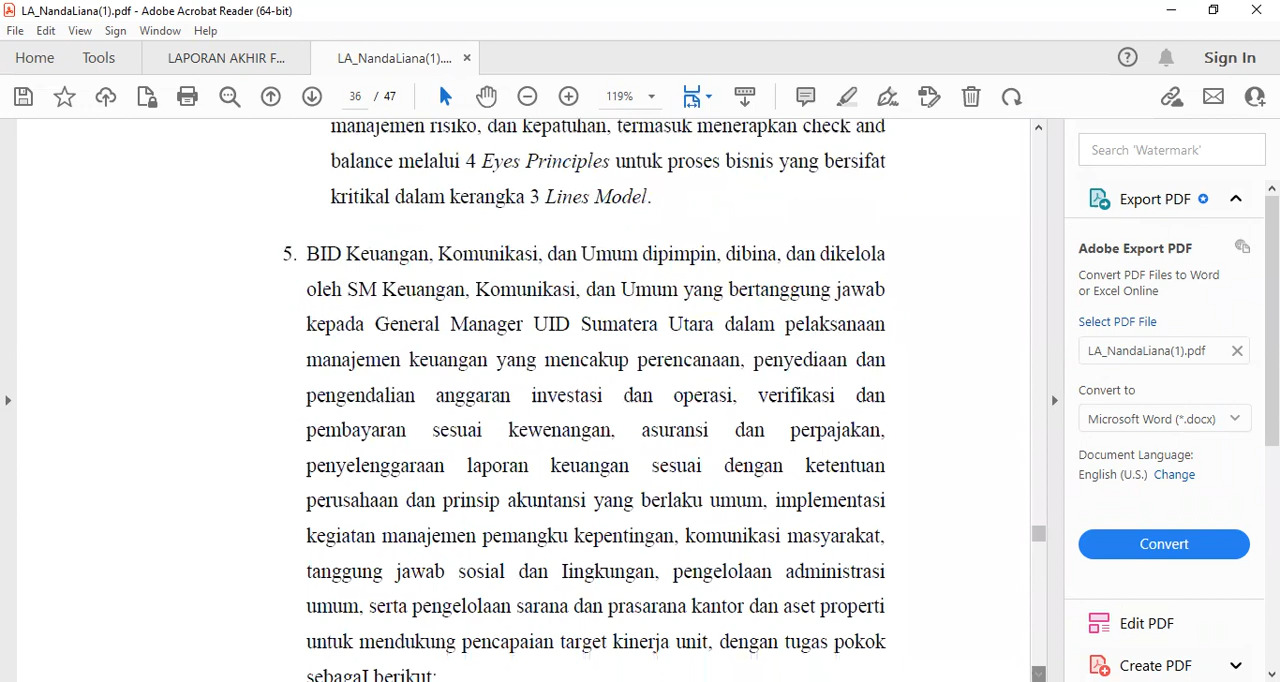 LA_NandaLiana(1).pdf - Adobe Acrobat Reader (64-bit)
File Edit View Sign Window Help
Home Tools LAPORAN AKHIR F... LA_NandaLiana(1).... × Sign In
36 / 47 119%
manajemen risiko, dan kepatuhan, termasuk menerapkan check and
balance melalui 4 Eyes Principles untuk proses bisnis yang bersifat
kritikal dalam kerangka 3 Lines Model.
5. BID Keuangan, Komunikasi, dan Umum dipimpin, dibina, dan dikelola
oleh SM Keuangan, Komunikasi, dan Umum yang bertanggung jawab
kepada General Manager UID Sumatera Utara dalam pelaksanaan
manajemen keuangan yang mencakup perencanaan, penyediaan dan
pengendalian anggaran investasi dan operasi, verifikasi dan
pembayaran sesuai kewenangan, asuransi dan perpajakan,
penyelenggaraan laporan keuangan sesuai dengan ketentuan
perusahaan dan prinsip akuntansi yang berlaku umum, implementasi
kegiatan manajemen pemangku kepentingan, komunikasi masyarakat,
tanggung jawab sosial dan Iingkungan, pengelolaan administrasi
umum, serta pengelolaan sarana dan prasarana kantor dan aset properti
untuk mendukung pencapaian target kinerja unit, dengan tugas pokok
sebagaI berikut:
Search 'Watermark'
Export PDF
Adobe Export PDF
Convert PDF Files to Word
or Excel Online
Select PDF File
LA_NandaLiana(1).pdf
Convert to
Microsoft Word (*.docx)
Document Language:
English (U.S.) Change
Convert
Edit PDF
Create PDF